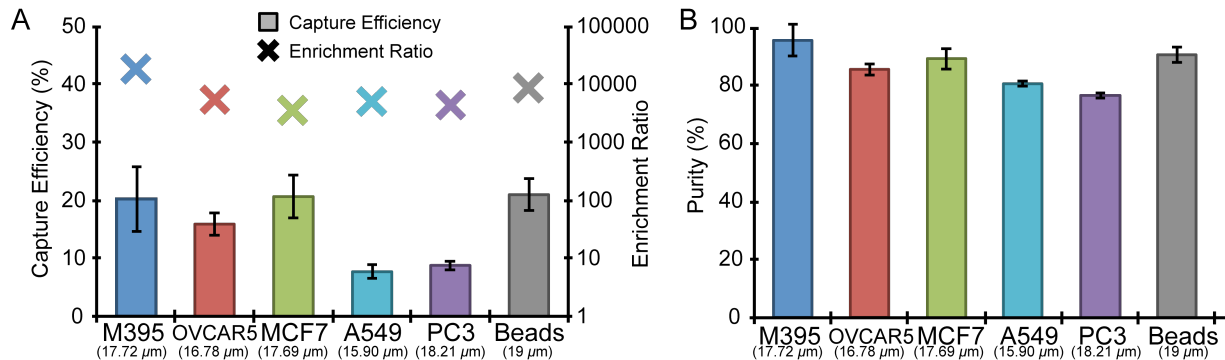 A
Capture Efficiency (%)
50
40
30
20
10
0
Capture Efficiency
Enrichment Ratio
100000
10000
1000
100
10
1
Enrichment Ratio
M395 OVCAR5 MCF7 A549 PC3 Beads
(17.72 µm) (16.78 µm) (17.69 µm) (15.90 µm) (18.21 µm) (19 µm)
B
Purity (%)
100
80
60
40
20
0
M395 OVCAR5 MCF7 A549 PC3 Beads
(17.72 µm) (16.78 µm) (17.69 µm) (15.90 µm) (18.21 µm) (19 µm)